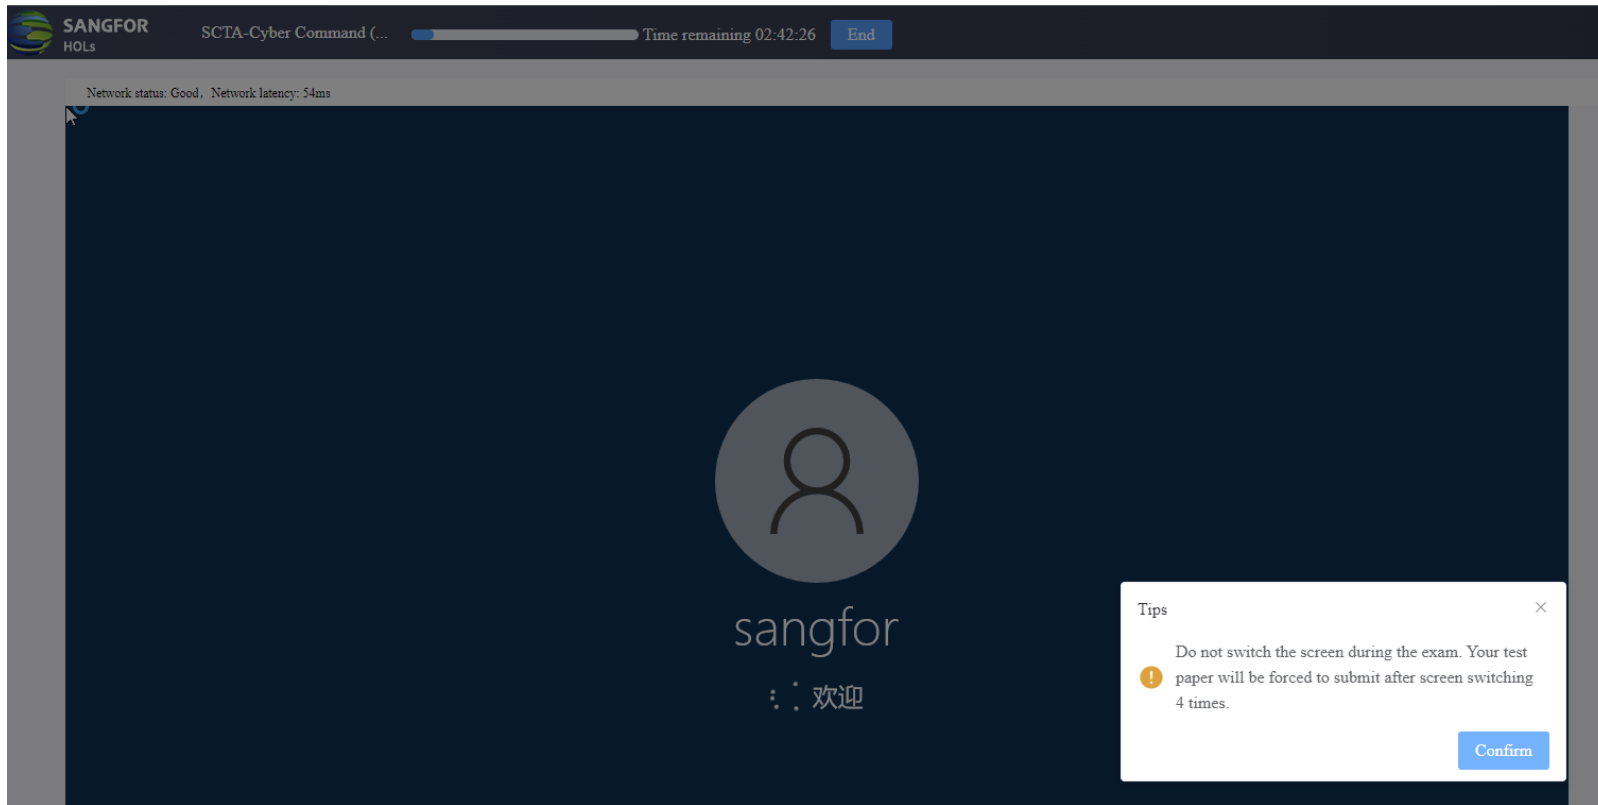 SANGFOR
HOLs
SCTA-Cyber Command (...
Time remaining 02:42:26
End
Network status: Good, Network latency: 54ms
sangfor
欢迎
Tips
Do not switch the screen during the exam. Your test
paper will be forced to submit after screen switching
4 times.
Confirm